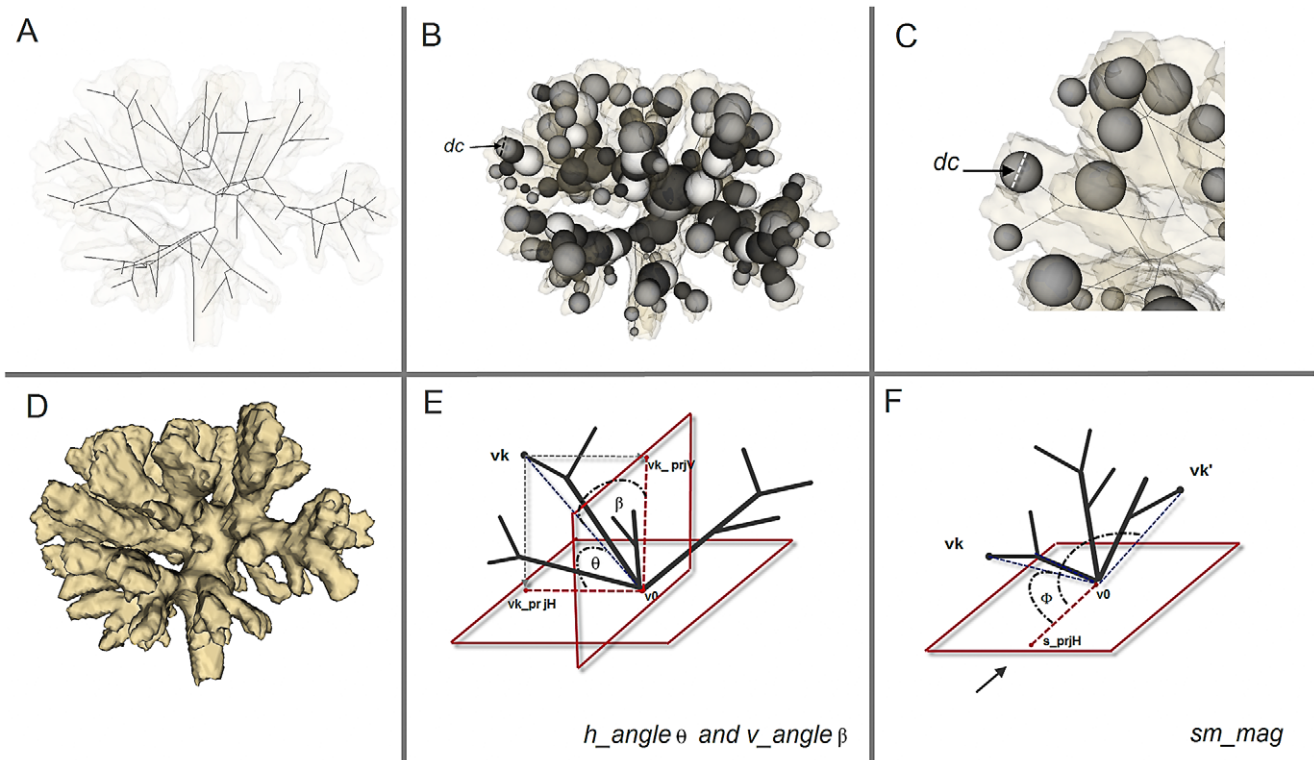 A
B
C
dc
dc
D
E
F
vk
vk_prjV
β
θ
vk_prjH
v0
h_angle θ and v_angle β
vk'
vk
Φ
v0
s_prjH
sm_mag